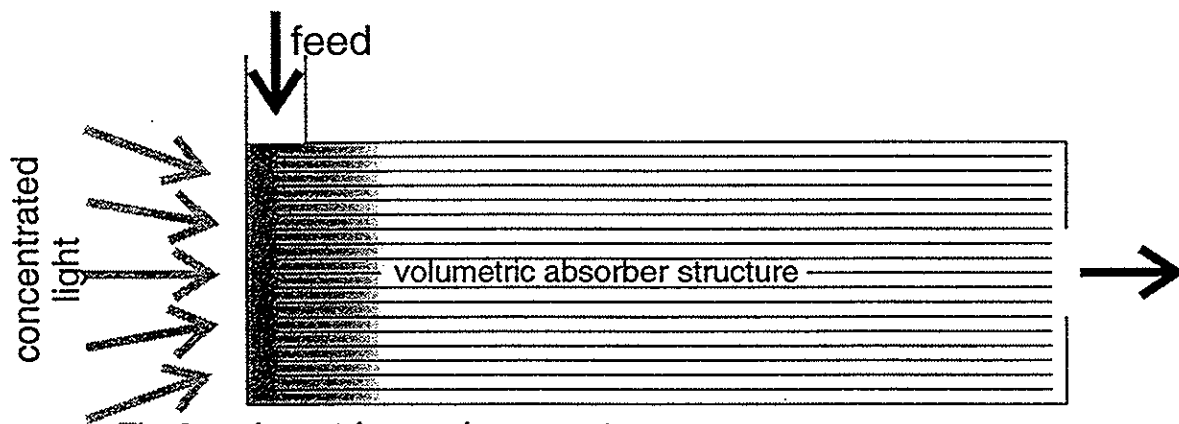 feed
concentrated
light
volumetric absorber structure